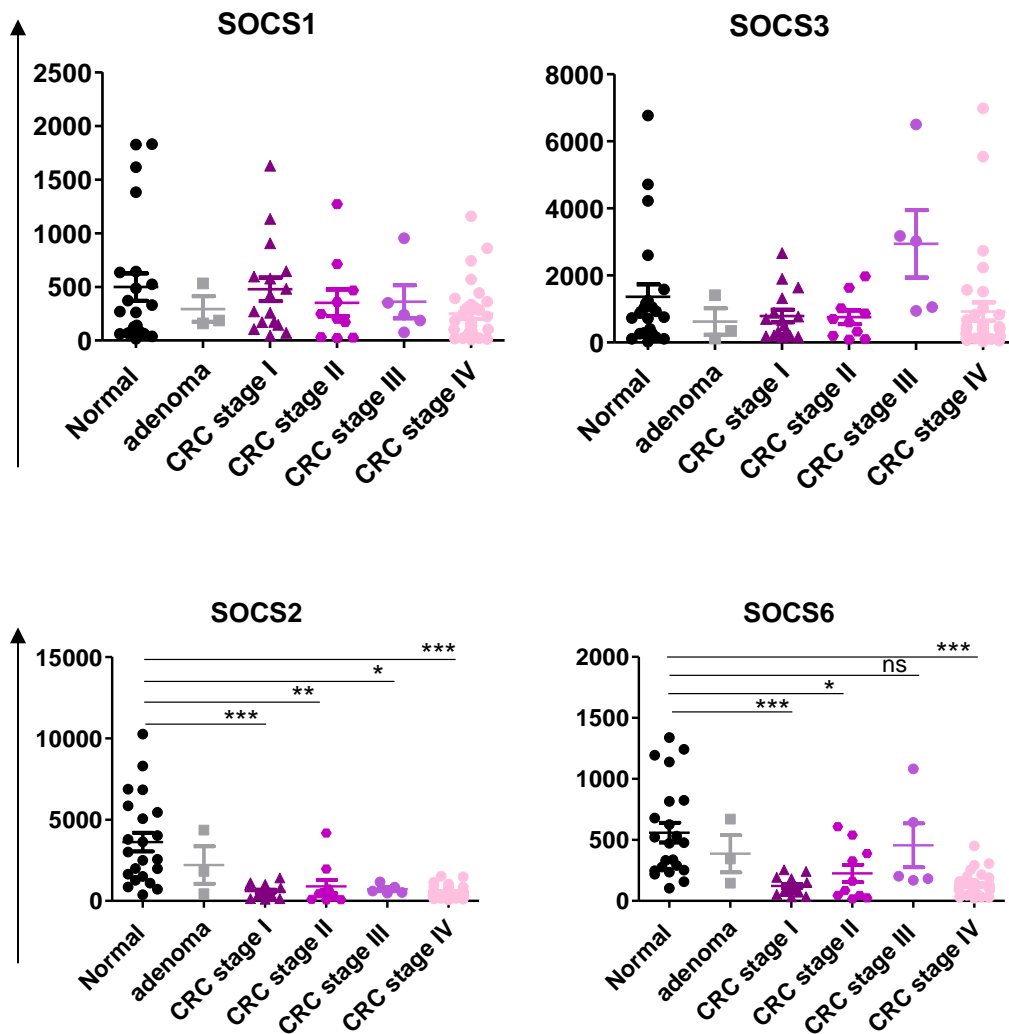 SOCS1
2500
2000
1500
1000
500
0
Normal
adenoma
CRC stage I
CRC stage II
CRC stage III
CRC stage IV
SOCS3
8000
6000
4000
2000
0
Normal
adenoma
CRC stage I
CRC stage II
CRC stage III
CRC stage IV
SOCS2
15000
10000
5000
0
***
*
**
***
Normal
adenoma
CRC stage I
CRC stage II
CRC stage III
CRC stage IV
SOCS6
2000
1500
1000
500
0
***
ns
*
***
Normal
adenoma
CRC stage I
CRC stage II
CRC stage III
CRC stage IV